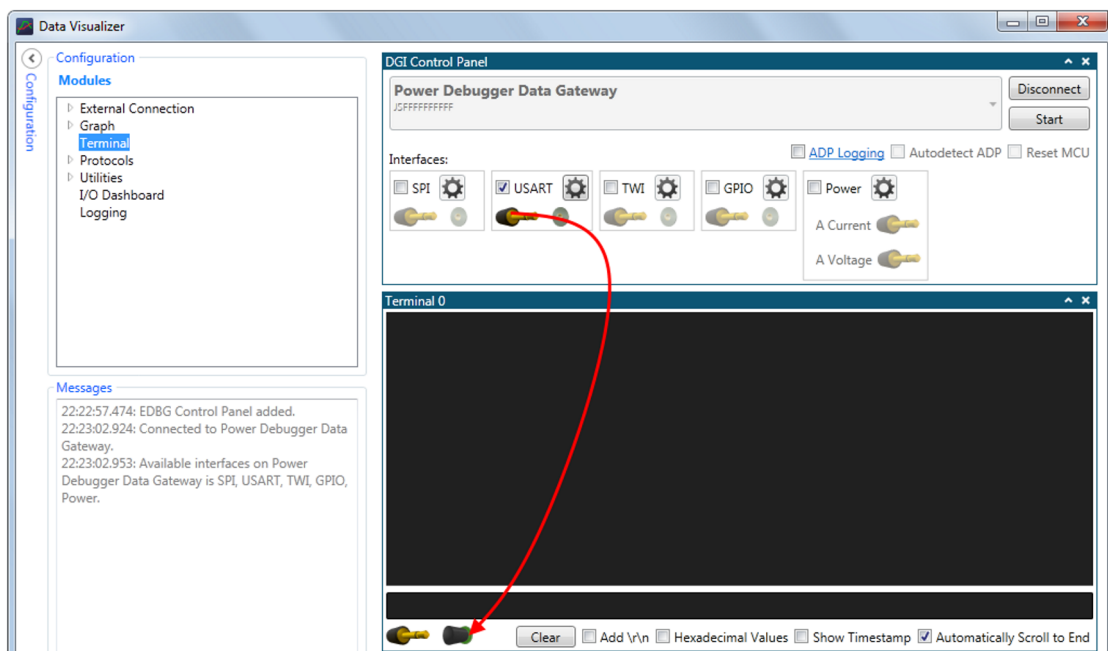 Data Visualizer
Configuration
Configuration
Modules
External Connection
Graph
Terminal
Protocols
Utilities
I/O Dashboard
Logging
Messages
22:22:57.474: EDBG Control Panel added.
22:23:02.924: Connected to Power Debugger Data
Gateway.
22:23:02.953: Available interfaces on Power
Debugger Data Gateway is SPI, USART, TWI, GPIO,
Power.
DGI Control Panel
Power Debugger Data Gateway
JSFFFFFFFFFF
Disconnect
Start
ADP Logging Autodetect ADP Reset MCU
Interfaces:
SPI USART TWI GPIO Power
A Current
A Voltage
Terminal 0
Clear Add \r\n Hexadecimal Values Show Timestamp Automatically Scroll to End